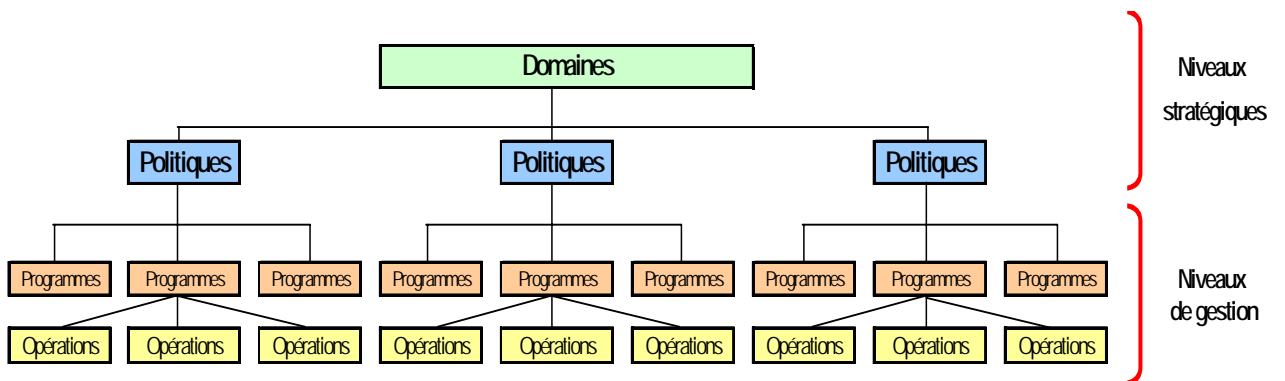 Domaines
Niveaux
stratégiques
Politiques Politiques Politiques
Programmes Programmes Programmes Programmes Programmes Programmes Programmes Programmes Programmes
Niveaux
de gestion
Opérations Opérations Opérations Opérations Opérations Opérations Opérations Opérations Opérations